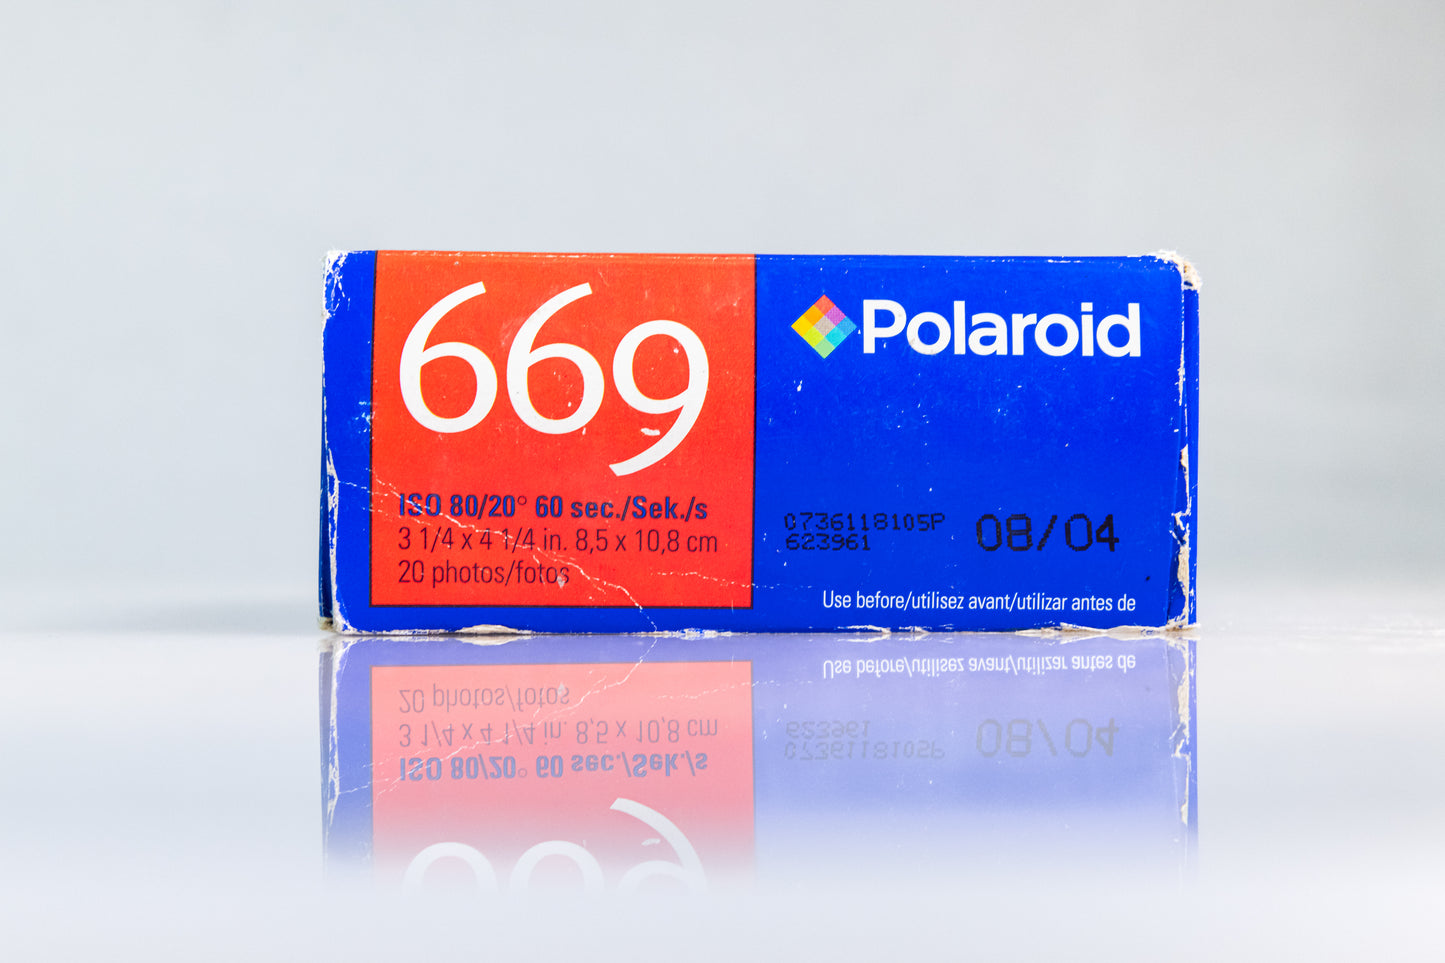 669
ISO 80/20° 60 sec./Sek./s
3 1/4 x 4 1/4 in. 8,5 x 10,8 cm
20 photos/fotos
Polaroid
0736118105P
623961
08/04
Use before/utilisez avant/utilizar antes de